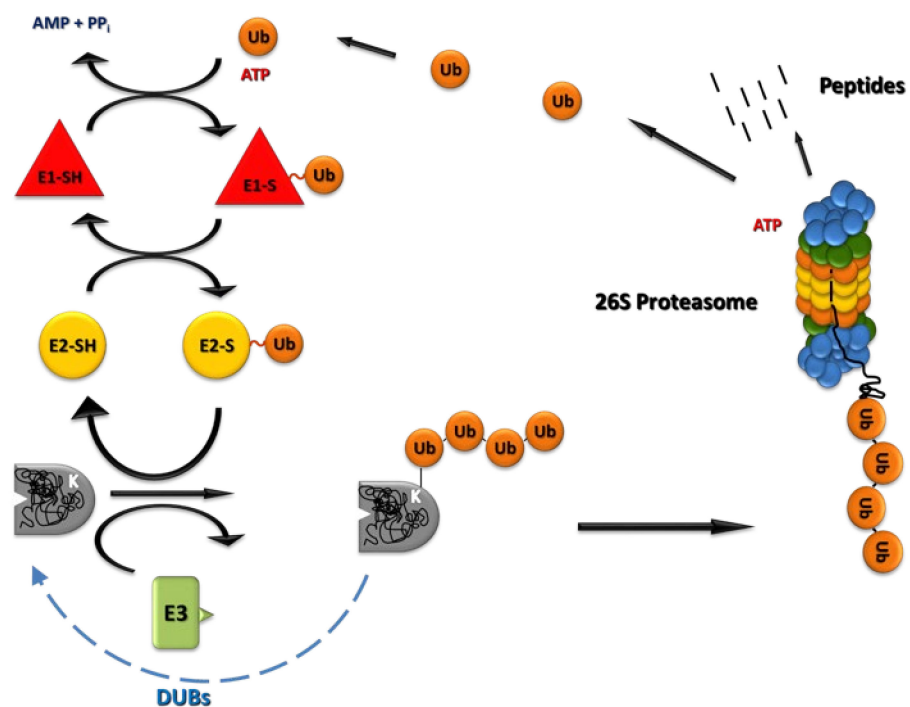 AMP + PPi
Ub
ATP
Ub
Ub
Peptides
E1-SH
E1-S
Ub
ATP
26S Proteasome
E2-SH
E2-S
Ub
Ub
Ub
Ub
Ub
K
K
Ub
Ub
Ub
Ub
E3
DUBs